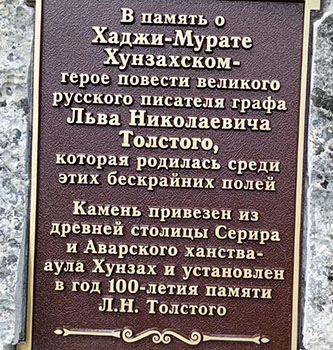 В память о
Хаджи-Мурате
Хунзахском-
герое повести великого
русского писателя графа
Льва Николаевича
Толстого,
которая родилась среди
этих бескрайних полей
Камень привезен из
древней столицы Серира
и Аварского ханства-
аула Хунзах и установлен
в год 100-летия памяти
Л.Н. Толстого